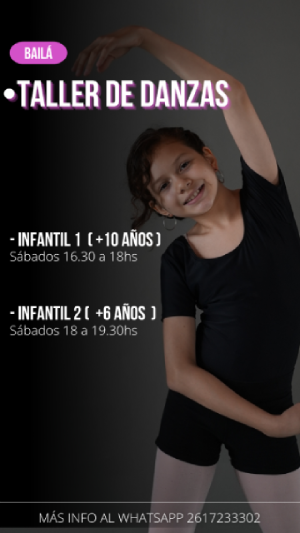 BAILÁ
•TALLER DE DANZAS
- INFANTIL 1 (+10 AÑOS)
Sábados 16.30 a 18hs
- INFANTIL 2 ( +6 AÑOS )
Sábados 18 a 19.30hs
MÁS INFO AL WHATSAPP 2617233302